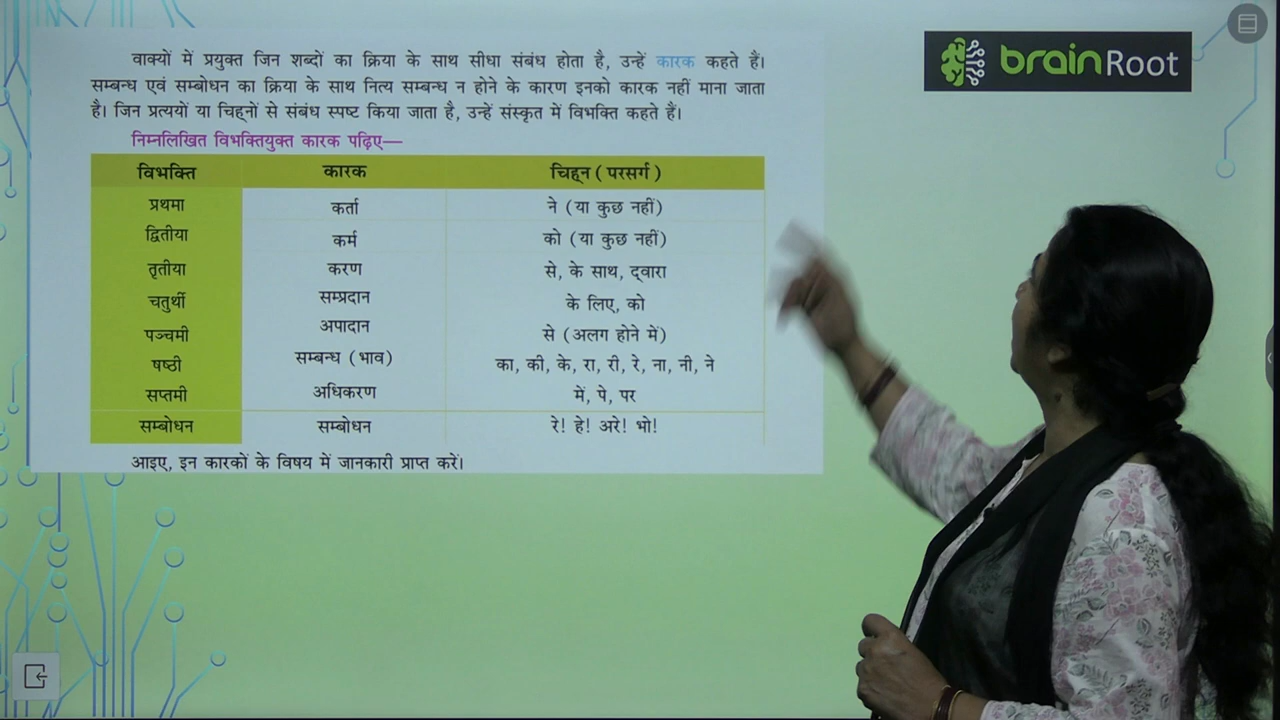 वाक्यों में प्रयुक्त जिन शब्दों का क्रिया के साथ सीधा संबंध होता है, उन्हें कारक कहते हैं।
सम्बन्ध एवं सम्बोधन का क्रिया के साथ नित्य सम्बन्ध न होने के कारण इनको कारक नहीं माना जाता
है। जिन प्रत्ययों या चिह्नों से संबंध स्पष्ट किया जाता है, उन्हें संस्कृत में विभक्ति कहते हैं।
निम्नलिखित विभक्तियुक्त कारक पढ़िए—
विभक्ति कारक चिह्न (परसर्ग)
प्रथमा कर्ता ने (या कुछ नहीं)
द्वितीया कर्म को (या कुछ नहीं)
तृतीया करण से, के साथ, द्वारा
चतुर्थी सम्प्रदान के लिए, को
पञ्चमी अपादान से (अलग होने में)
षष्ठी सम्बन्ध (भाव) का, की, के, रा, री, रे, ना, नी, ने
सप्तमी अधिकरण में, पे, पर
सम्बोधन सम्बोधन रे! हे! अरे! भो!
आइए, इन कारकों के विषय में जानकारी प्राप्त करें।
brainRoot